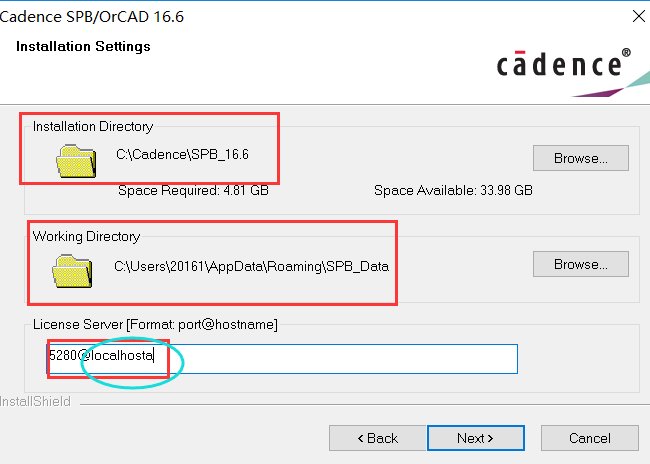 Cadence SPB/OrCAD 16.6
Installation Settings
cādence®
Installation Directory
C:\Cadence\SPB_16.6
Browse...
Space Required: 4.81 GB
Space Available: 33.98 GB
Working Directory
C:\Users\20161\AppData\Roaming\SPB_Data
Browse...
License Server [Format: port@hostname]
5280@localhosta
InstallShield
< Back
Next >
Cancel